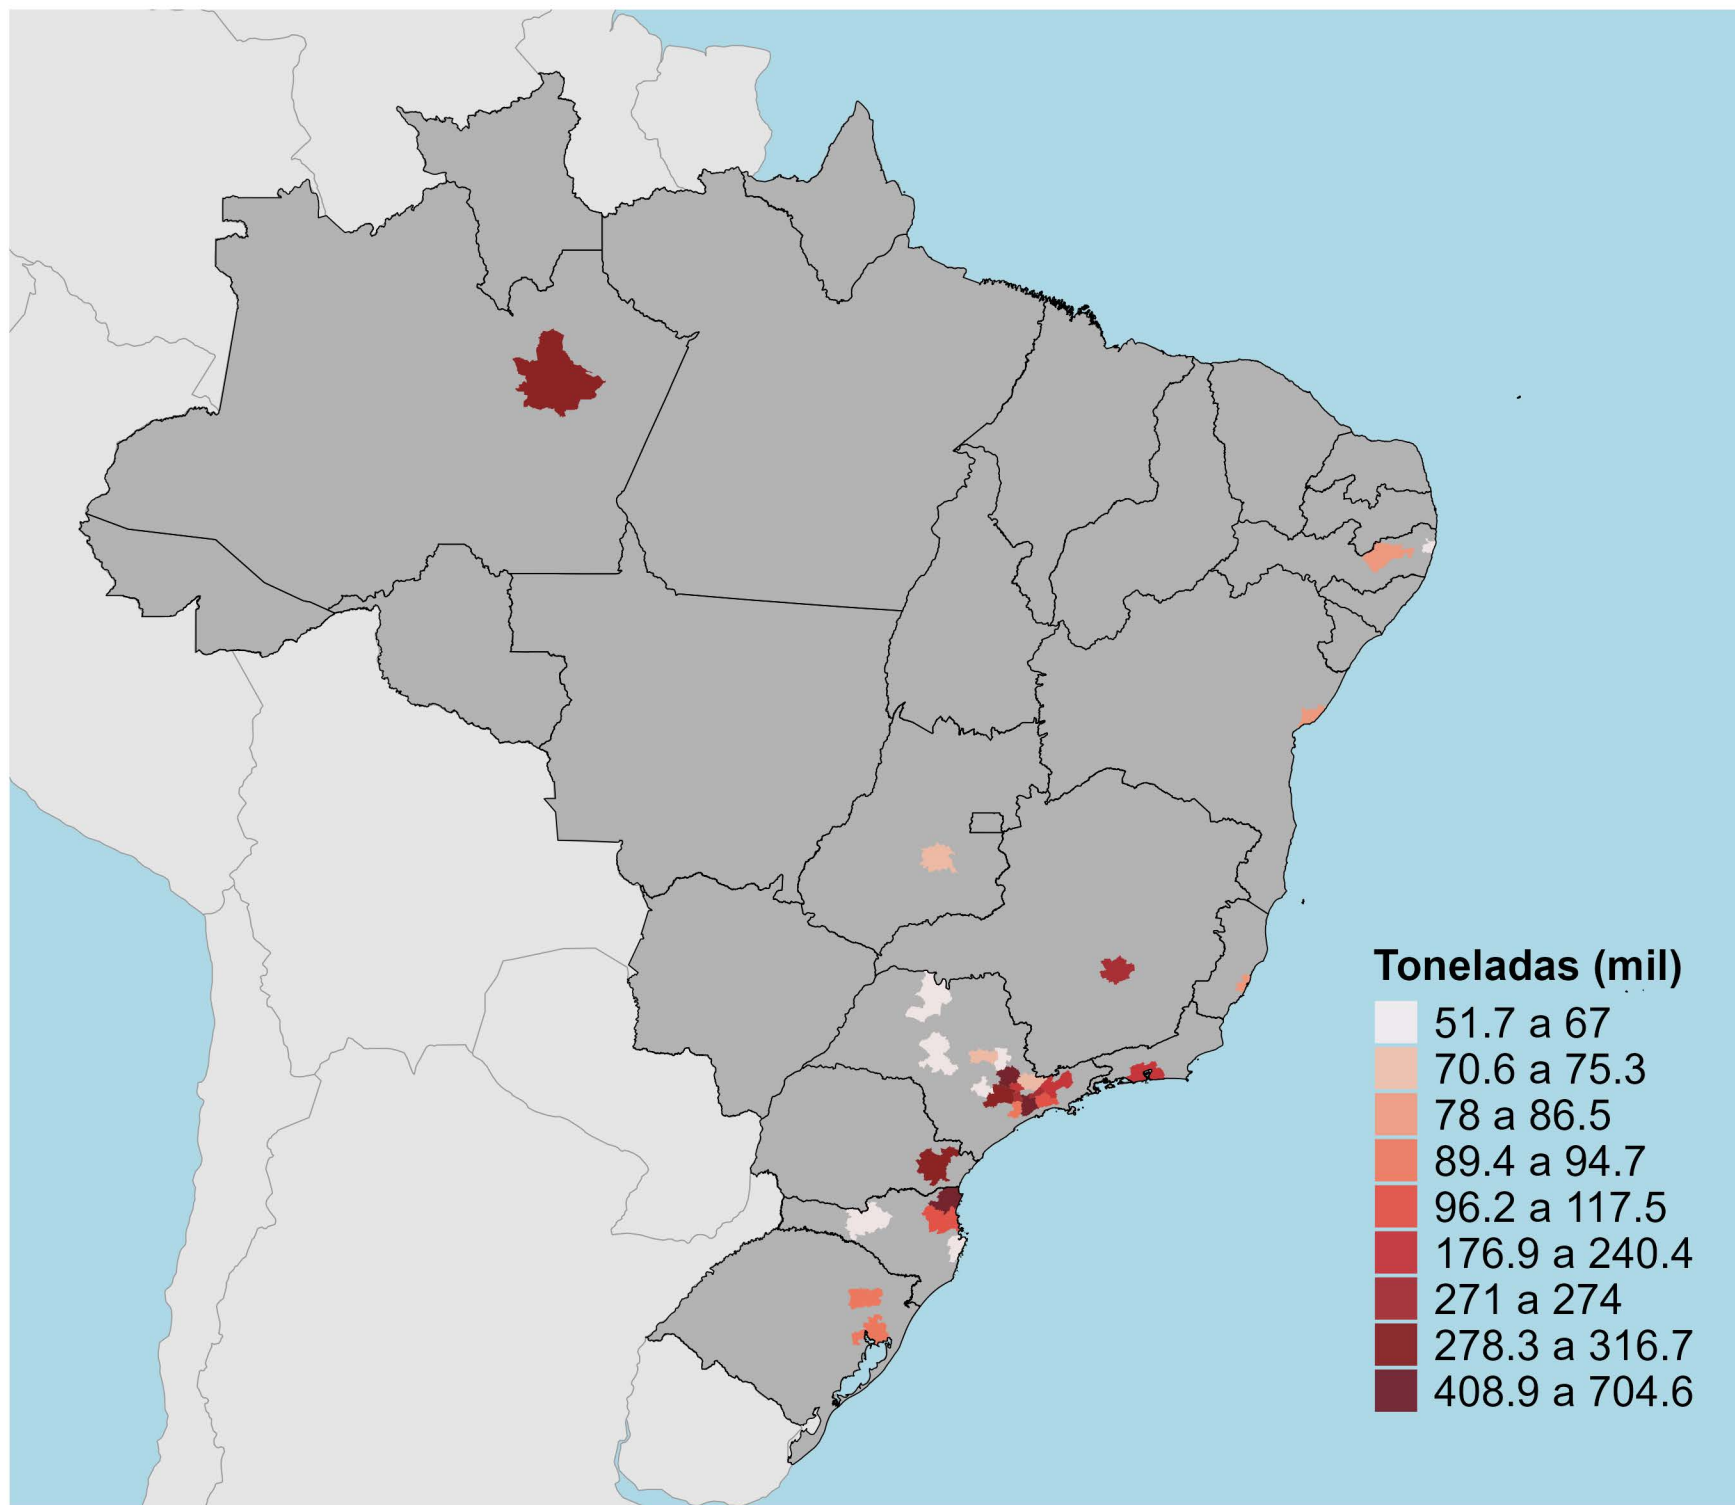 Toneladas (mil)
51.7 a 67
70.6 a 75.3
78 a 86.5
89.4 a 94.7
96.2 a 117.5
176.9 a 240.4
271 a 274
278.3 a 316.7
408.9 a 704.6